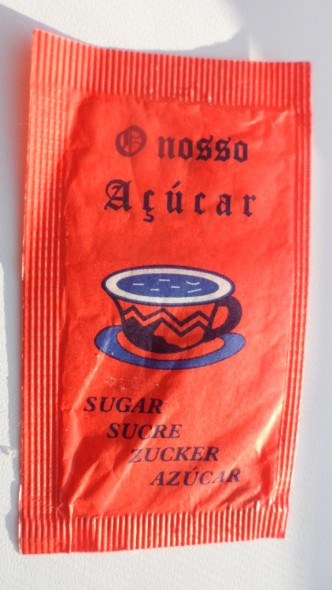 O nosso
Açúcar
SUGAR
SUCRE
ZUCKER
AZÚCAR